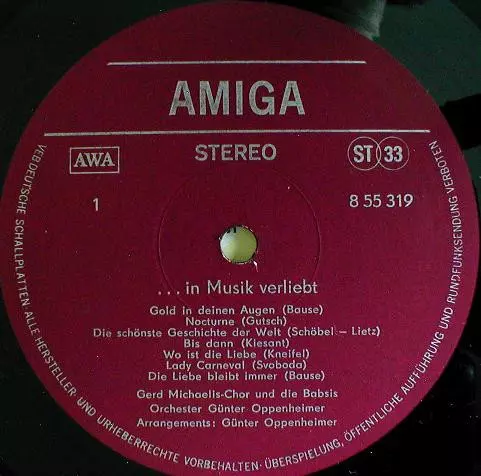 AMIGA
AWA
STEREO
ST 33
1
8 55 319
...in Musik verliebt
Gold in deinen Augen (Bause)
Nocturne (Gutsch)
Die schönste Geschichte der Welt (Schöbel – Lietz)
Bis dann (Kiesant)
Wo ist die Liebe (Kneifel)
Lady Carneval (Svoboda)
Die Liebe bleibt immer (Bause)
Gerd Michaelis-Chor und die Babsis
Orchester Günter Oppenheimer
Arrangements: Günter Oppenheimer
VEB DEUTSCHE SCHALLPLATTEN ALLE HERSTELLER UND URHEBERRECHTE VORBEHALTEN · ÜBERSPIELUNG, ÖFFENTLICHE AUFFÜHRUNG UND RUNDFUNKSENDUNG VERBOTEN